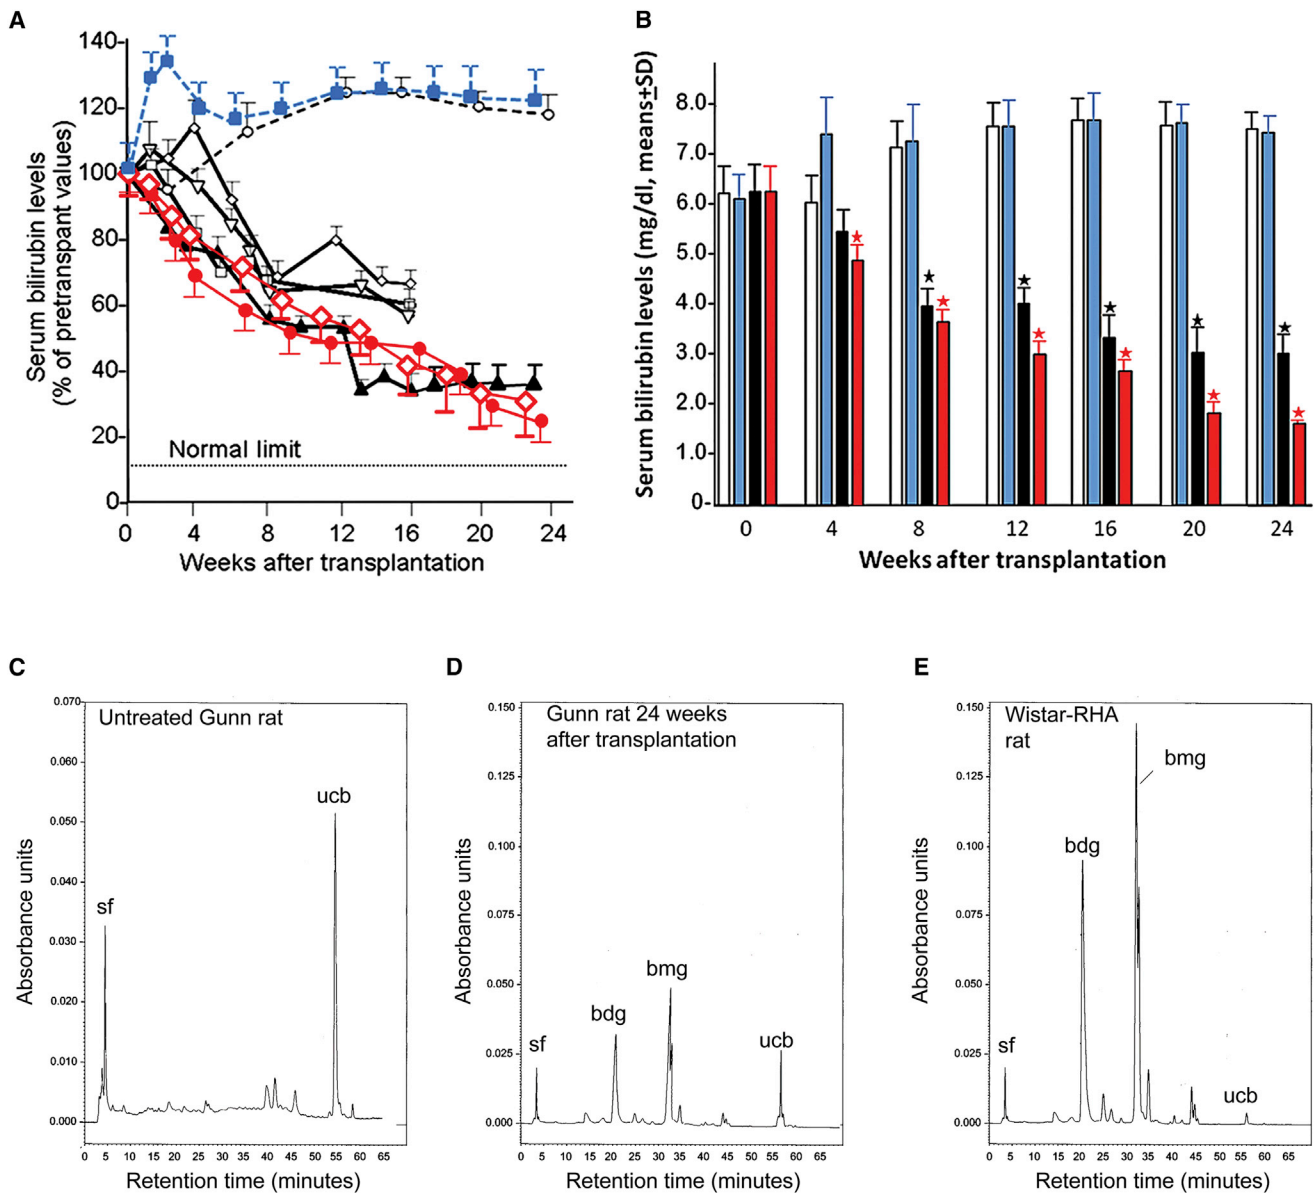 A
Serum bilirubin levels
(% of pretranspant values)
140
120
100
80
60
40
20
0
Normal limit
0 4 8 12 16 20 24
Weeks after transplantation
B
Serum bilirubin levels (mg/dl, means±SD)
8.0
7.0
6.0
5.0
4.0
3.0
2.0
1.0
0
0 4 8 12 16 20 24
Weeks after transplantation
C
Untreated Gunn rat
Absorbance units
0.070
0.060
0.050
0.040
0.030
0.020
0.010
0.000
sf
ucb
0 5 10 15 20 25 30 35 40 45 50 55 60 65
Retention time (minutes)
D
Gunn rat 24 weeks
after transplantation
Absorbance units
0.150
0.125
0.100
0.075
0.050
0.025
0.000
sf
bdg
bmg
ucb
0 5 10 15 20 25 30 35 40 45 50 55 60 65
Retention time (minutes)
E
Wistar-RHA
rat
Absorbance units
0.150
0.125
0.100
0.075
0.050
0.025
0.000
sf
bdg
bmg
ucb
0 5 10 15 20 25 30 35 40 45 50 55 60 65
Retention time (minutes)